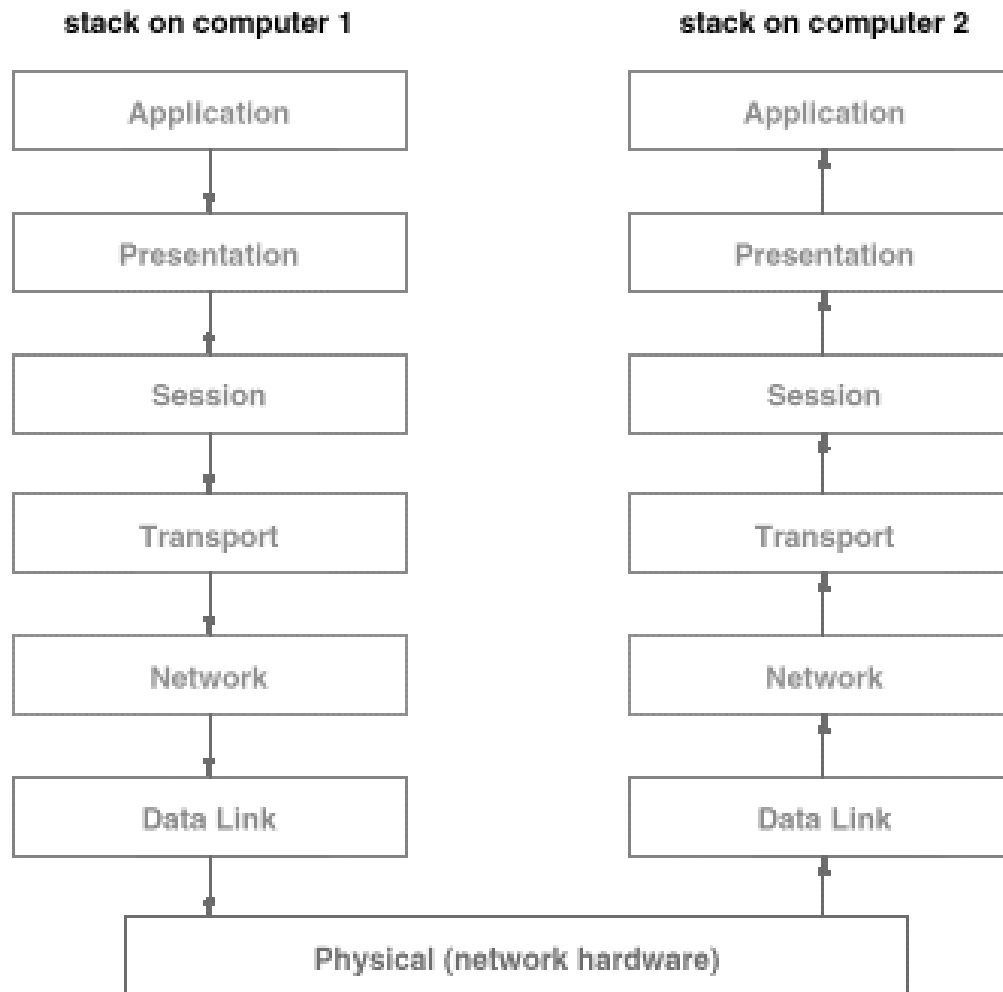 stack on computer 1
stack on computer 2
Application
Application
Presentation
Presentation
Session
Session
Transport
Transport
Network
Network
Data Link
Data Link
Physical (network hardware)